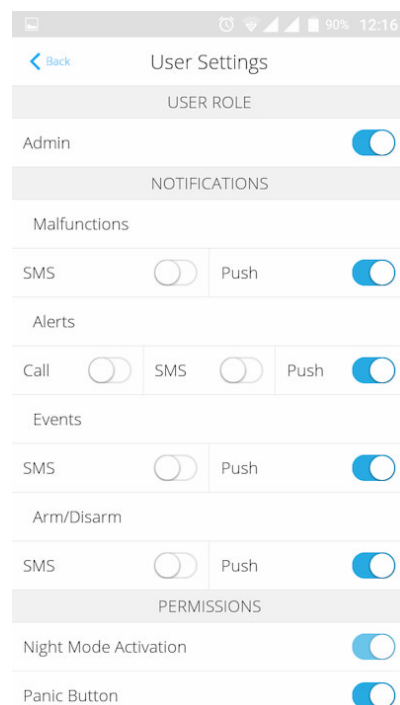 90% 12:16
Back User Settings
USER ROLE
Admin
NOTIFICATIONS
Malfunctions
SMS Push
Alerts
Call SMS Push
Events
SMS Push
Arm/Disarm
SMS Push
PERMISSIONS
Night Mode Activation
Panic Button